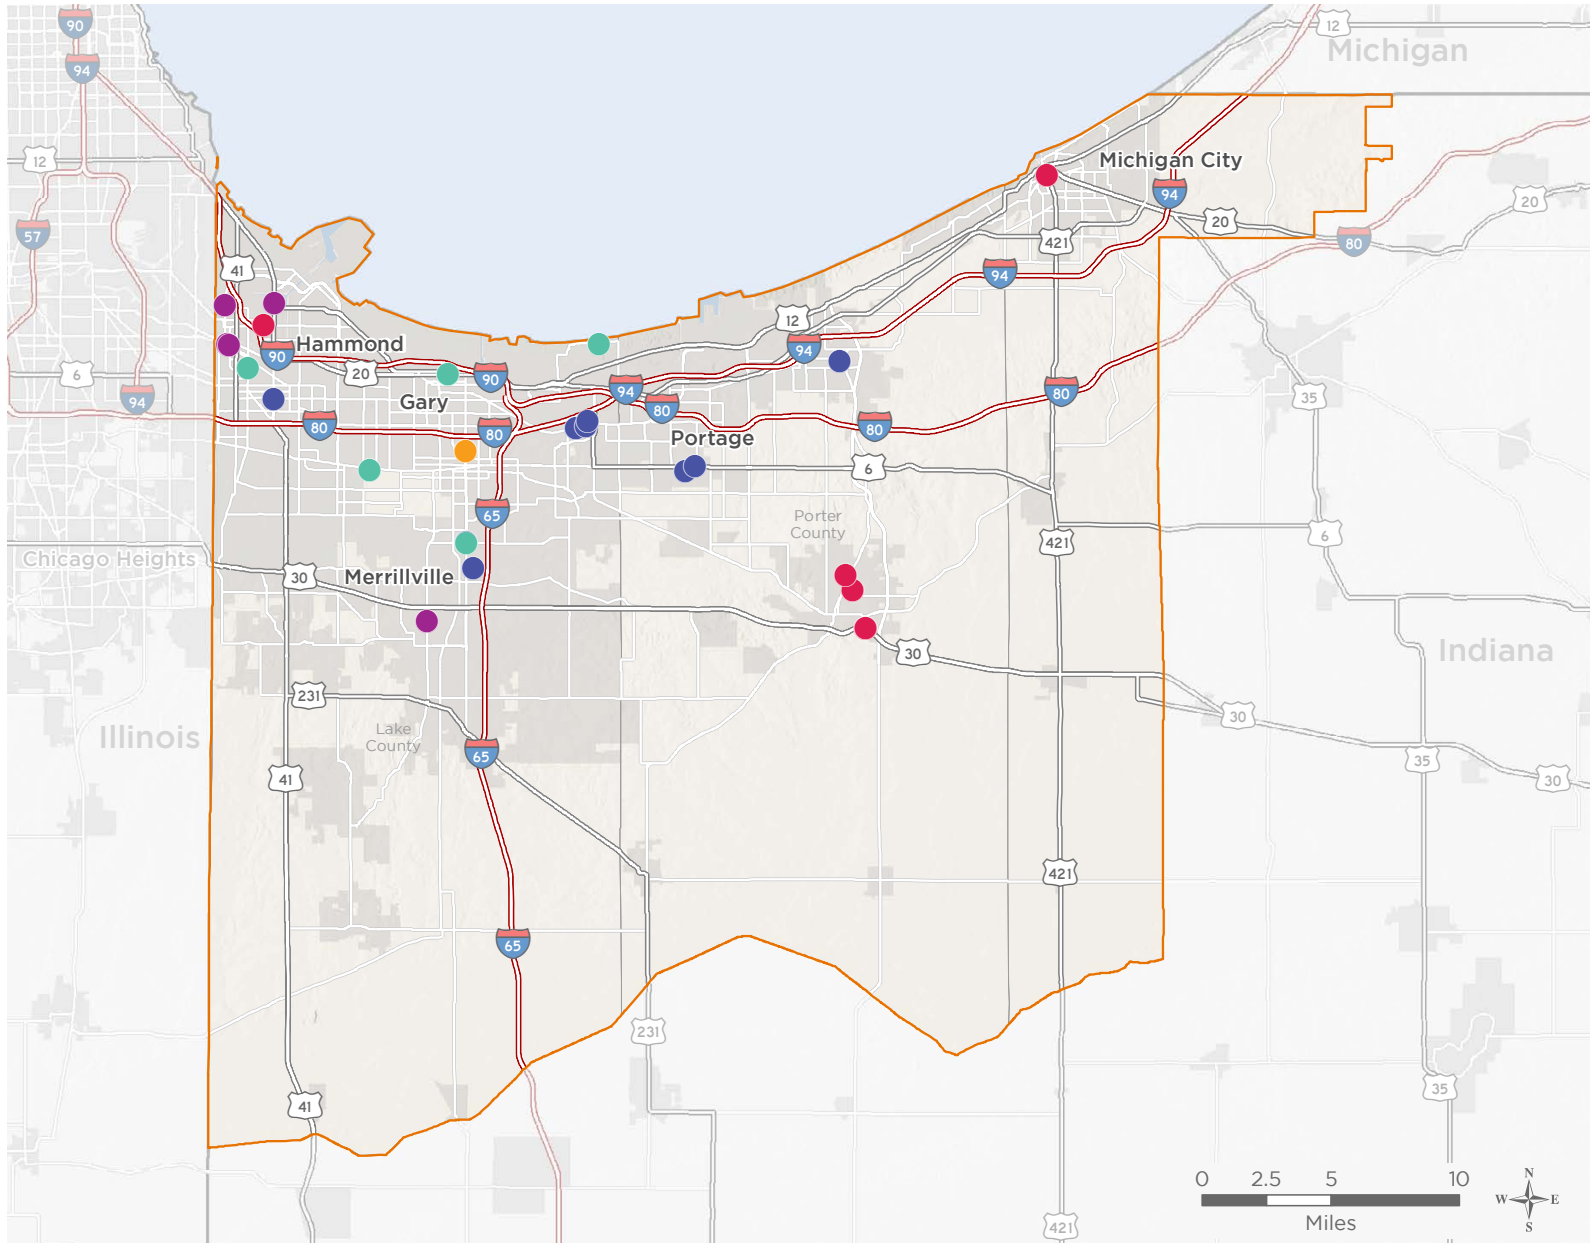 90
12
Michigan
94
12
Michigan City
94
20
20
57
421
80
41
94
12
Hammond
94
90
20
90
6
94
80
35
94
Gary
80
80
80
80
Portage
6
65
Porter
County
421
6
Chicago Heights
30
Merrillville
30
Indiana
231
30
Illinois
Lake
County
65
35
41
30
421
65
231
35
41
0 2.5 5 10
Miles
N
W E
S
421